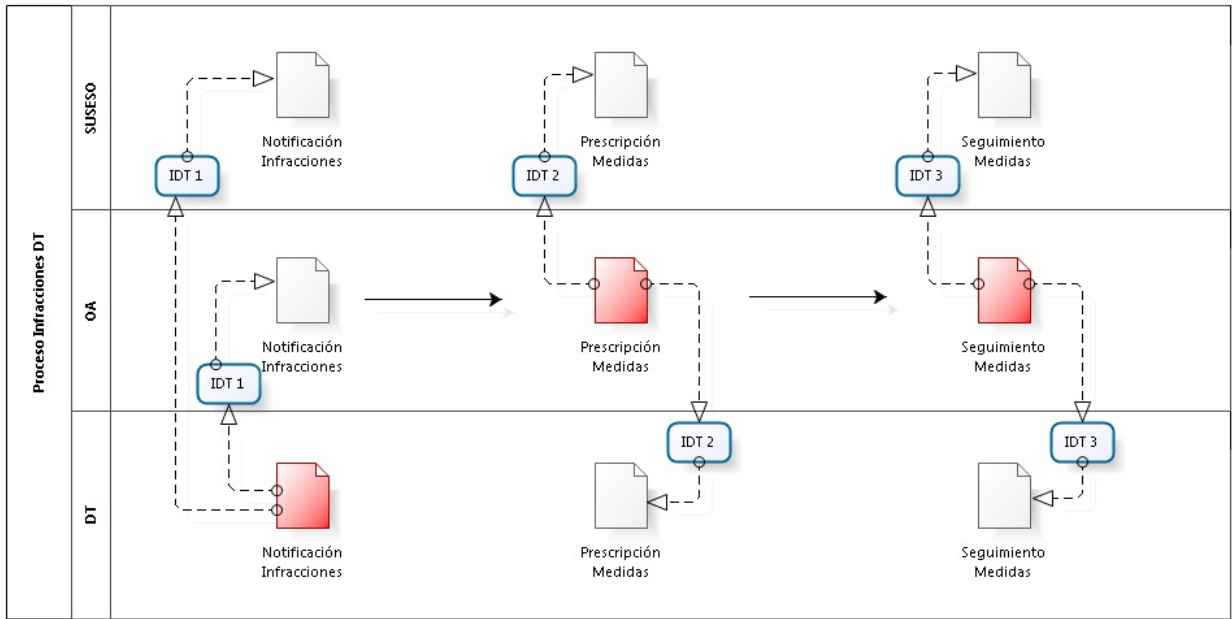 Proceso Infracciones DT
SUSESO
Notificación
Infracciones
IDT 1
Prescripción
Medidas
IDT 2
Seguimiento
Medidas
IDT 3
OA
Notificación
Infracciones
IDT 1
Prescripción
Medidas
Seguimiento
Medidas
DT
Notificación
Infracciones
IDT 2
Prescripción
Medidas
IDT 3
Seguimiento
Medidas